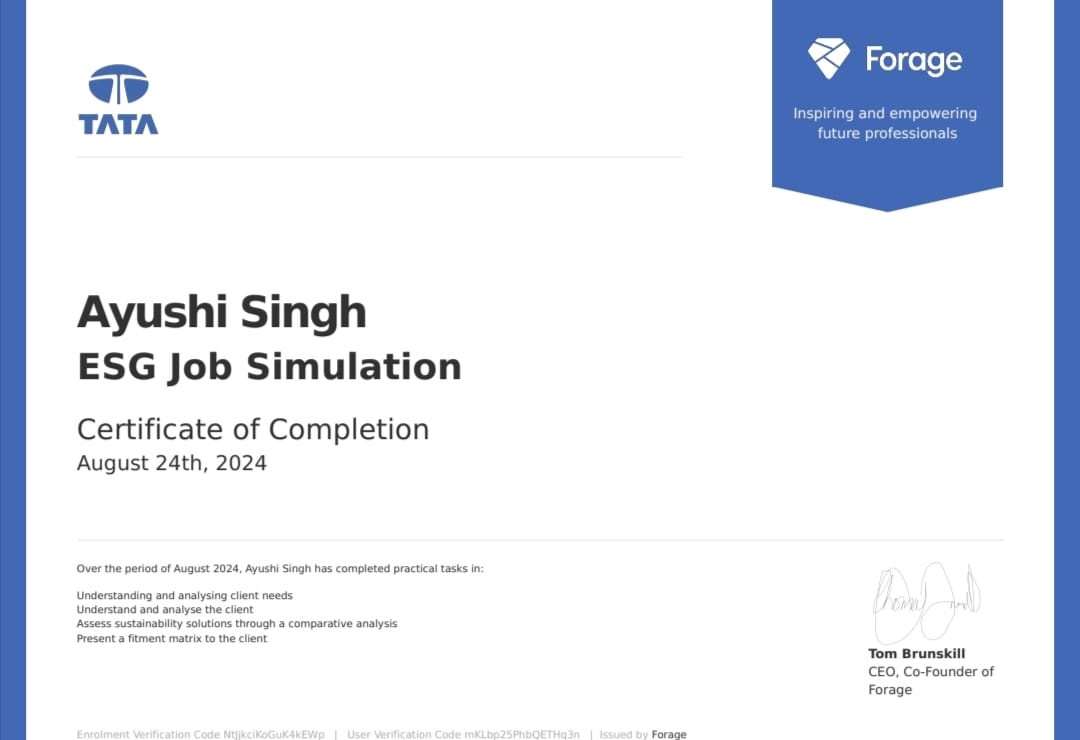 TATA
Forage
Inspiring and empowering
future professionals
Ayushi Singh
ESG Job Simulation
Certificate of Completion
August 24th, 2024
Over the period of August 2024, Ayushi Singh has completed practical tasks in:
Understanding and analysing client needs
Understand and analyse the client
Assess sustainability solutions through a comparative analysis
Present a fitment matrix to the client
Tom Brunskill
CEO, Co-Founder of
Forage
Enrolment Verification Code NtJjkciKoGuK4kEWp | User Verification Code mKLbp25PhbQETHq3n | Issued by Forage